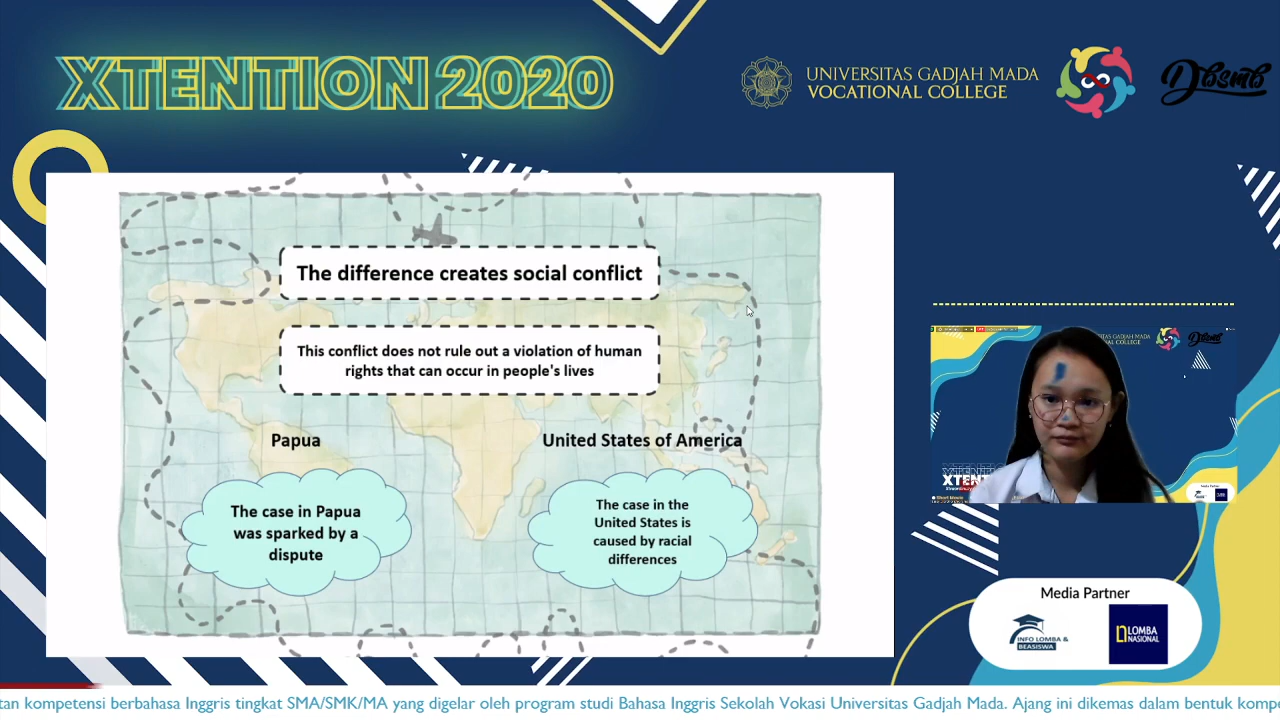 XTENTION 2020
UNIVERSITAS GADJAH MADA
VOCATIONAL COLLEGE
Dbsmb
The difference creates social conflict
This conflict does not rule out a violation of human
rights that can occur in people's lives
Papua
United States of America
The case in Papua
was sparked by a
dispute
The case in the
United States is
caused by racial
differences
Media Partner
INFO LOMBA &
BEASISWA
LOMBA
NASIONAL
tan kompetensi berbahasa Inggris tingkat SMA/SMK/MA yang digelar oleh program studi Bahasa Inggris Sekolah Vokasi Universitas Gadjah Mada. Ajang ini dikemas dalam bentuk komp